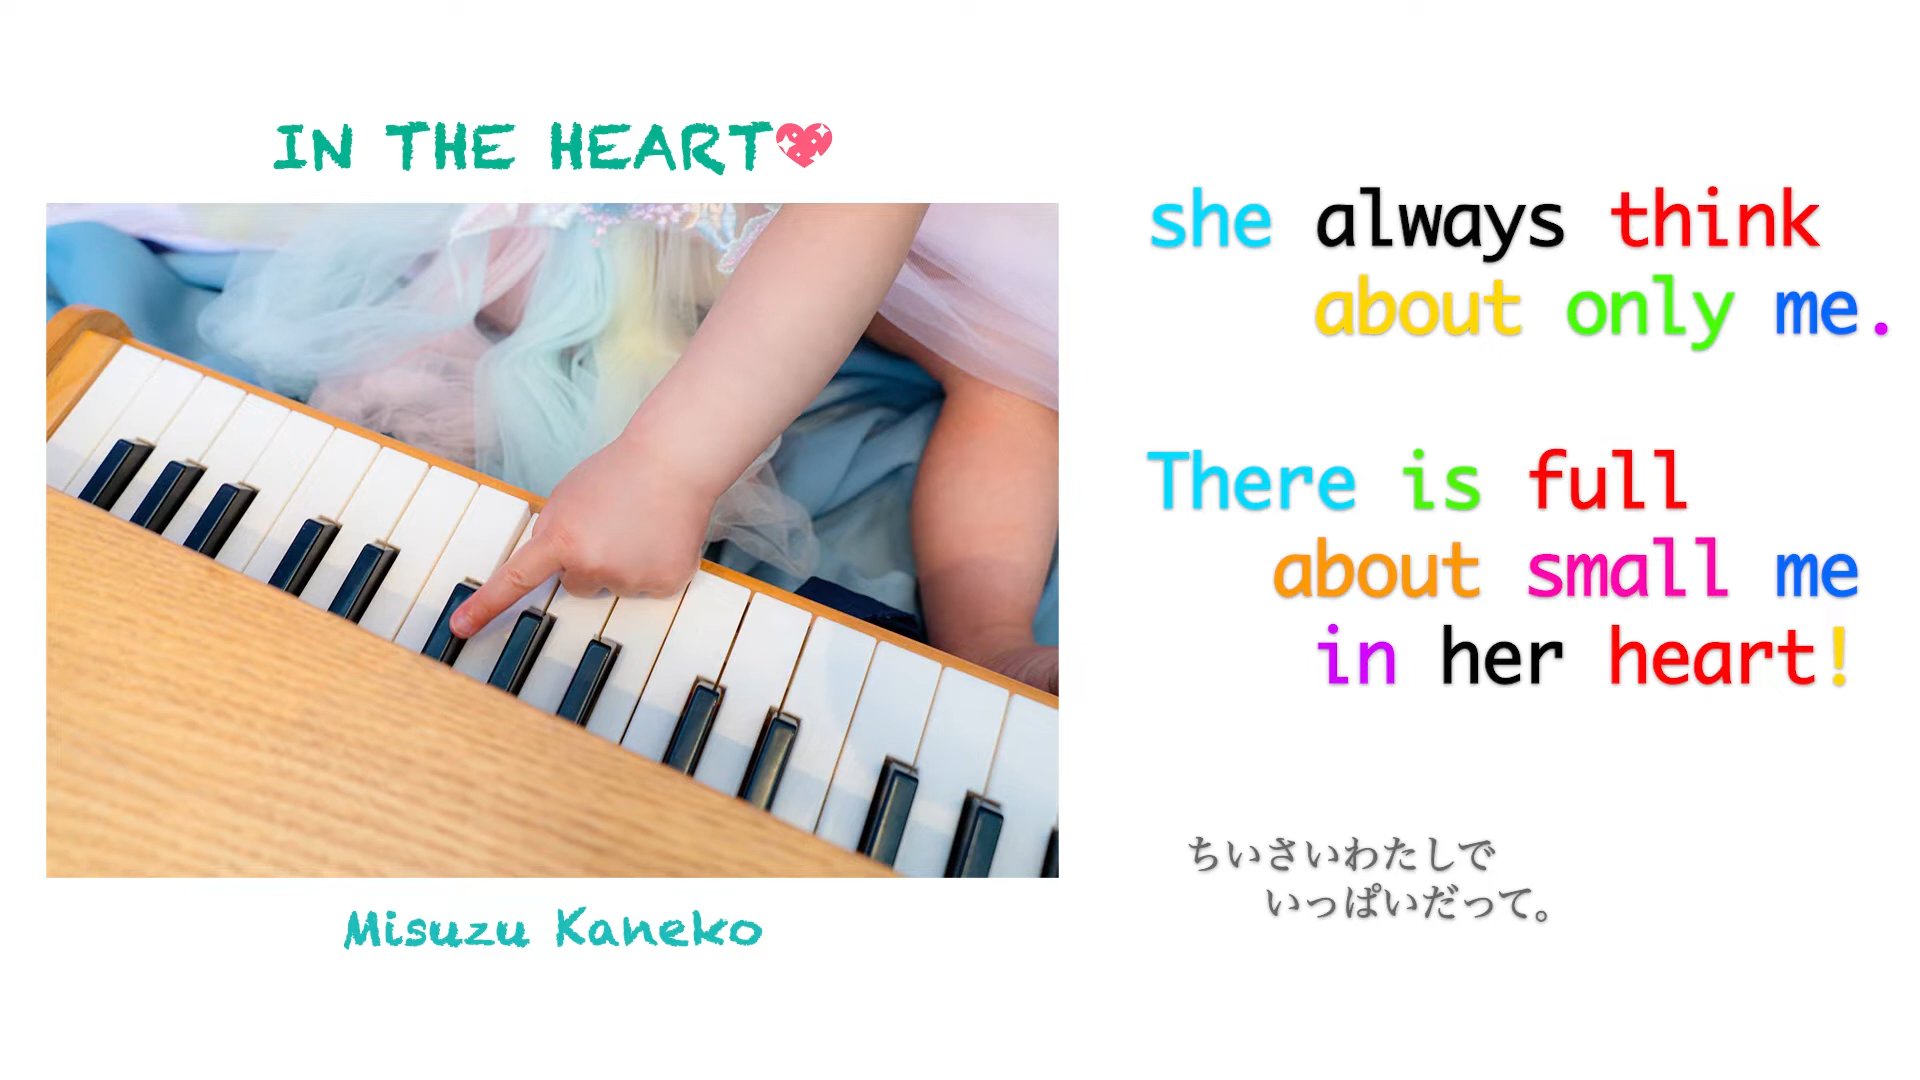 IN THE HEART💖
she always think
about only me.
There is full
about small me
in her heart!
ちいさいわたしで
いっぱいだって。
Misuzu Kaneko